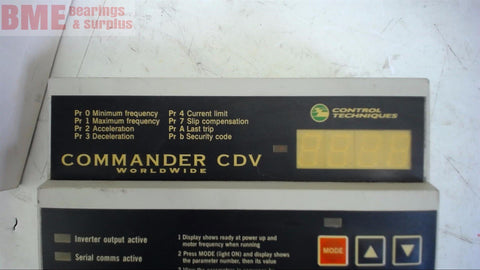 BME Bearings
& surplus
Pr 0 Minimum frequency
Pr 1 Maximum frequency
Pr 2 Acceleration
Pr 3 Deceleration
Pr 4 Current limit
Pr 7 Slip compensation
Pr A Last trip
Pr b Security code
CONTROL
TECHNIQUES
COMMANDER CDV
WORLDWIDE
Inverter output active
Serial comms active
1 Display shows ready at power up and
motor frequency when running
2 Press MODE (light ON) and display shows
the parameter number, then its value
MODE